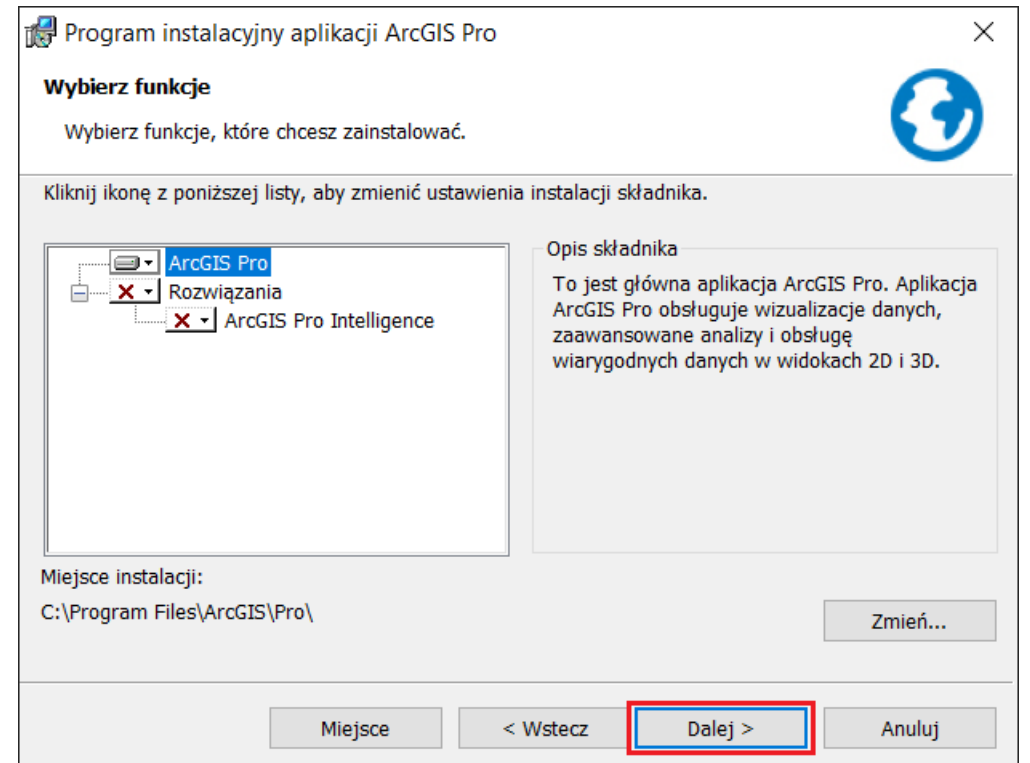 Program instalacyjny aplikacji ArcGIS Pro
Wybierz funkcje
Wybierz funkcje, które chcesz zainstalować.
Kliknij ikonę z poniższej listy, aby zmienić ustawienia instalacji składnika.
ArcGIS Pro
Rozwiązania
ArcGIS Pro Intelligence
Opis składnika
To jest główna aplikacja ArcGIS Pro. Aplikacja
ArcGIS Pro obsługuje wizualizacje danych,
zaawansowane analizy i obsługę
wiarygodnych danych w widokach 2D i 3D.
Miejsce instalacji:
C:\Program Files\ArcGIS\Pro\
Zmień...
Miejsce
< Wstecz
Dalej >
Anuluj